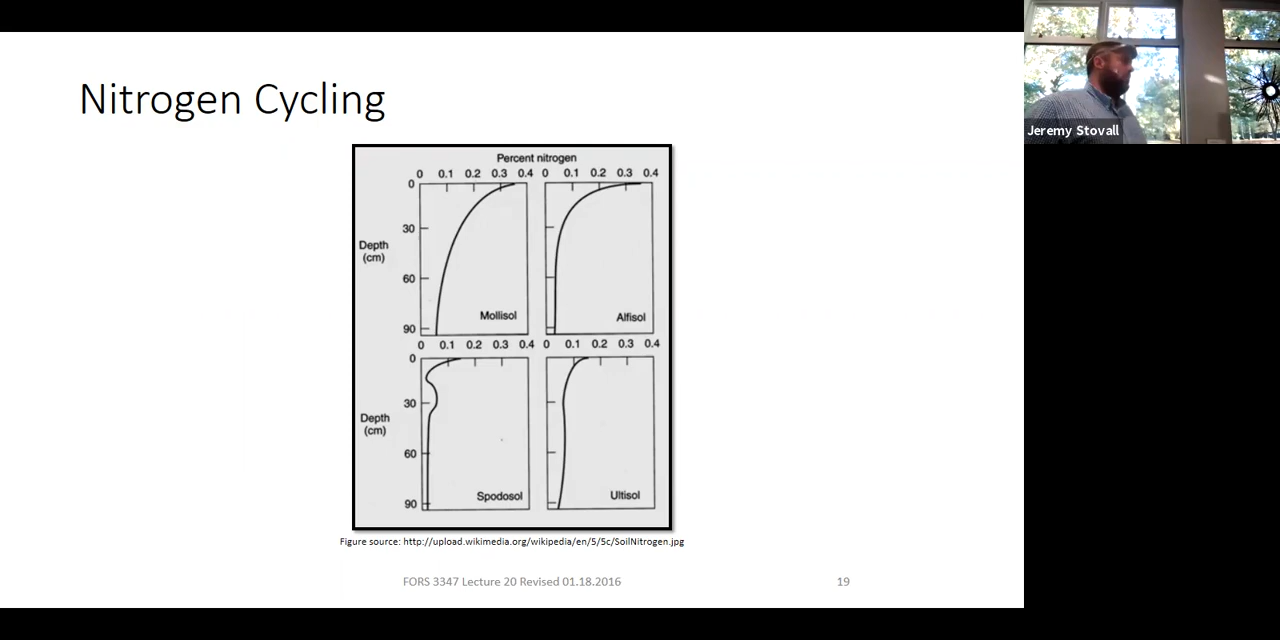 Nitrogen Cycling
Jeremy Stovall
Percent nitrogen
0 0.1 0.2 0.3 0.4 0 0.1 0.2 0.3 0.4
0
30
Depth
(cm)
60
Mollisol Alfisol
90
0 0.1 0.2 0.3 0.4 0 0.1 0.2 0.3 0.4
0
30
Depth
(cm)
60
Spodosol Ultisol
90
Figure source: http://upload.wikimedia.org/wikipedia/en/5/5c/SoilNitrogen.jpg
FORS 3347 Lecture 20 Revised 01.18.2016 19